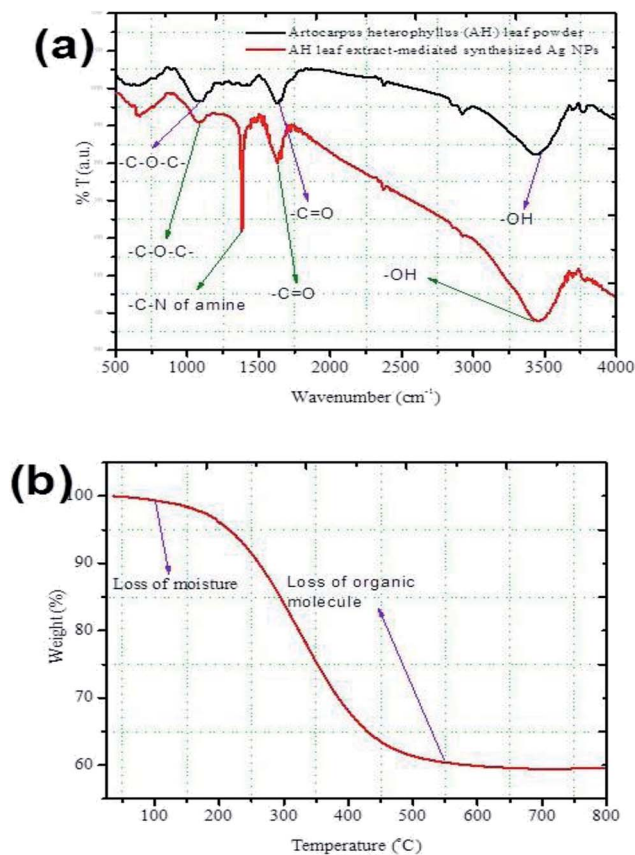 (a)
Artocarpus heterophyllus (AH) leaf powder
AH leaf extract-mediated synthesized Ag NPs
% T (a.u.)
-C-O-C-
-C-O-C-
-C-N of amine
-C=O
-C=O
-OH
-OH
500 1000 1500 2000 2500 3000 3500 4000
Wavenumber (cm⁻¹)
(b)
100
90
80
70
60
Weight (%)
Loss of moisture
Loss of organic
molecule
100 200 300 400 500 600 700 800
Temperature (°C)